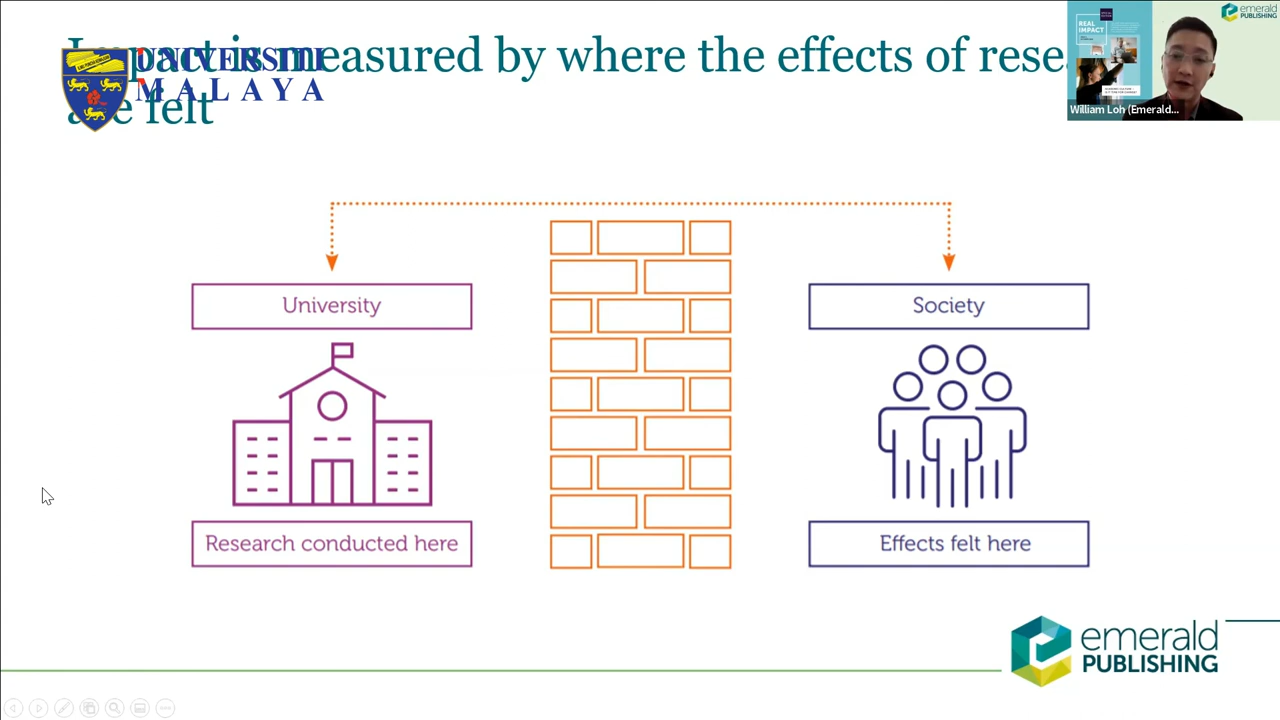 Impact is measured by where the effects of rese
are felt
UNIVERSITI
MALAYA
emerald
PUBLISHING
REAL
IMPACT
William Loh (Emerald...
University
Society
Research conducted here
Effects felt here
emerald
PUBLISHING